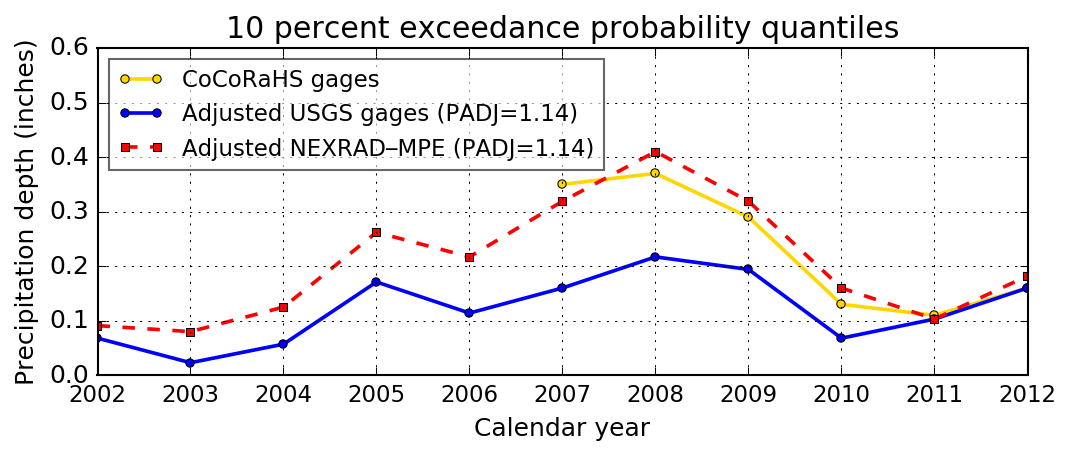 10 percent exceedance probability quantiles
Precipitation depth (inches)
0.6
0.5
0.4
0.3
0.2
0.1
0.0
CoCoRaHS gages
Adjusted USGS gages (PADJ=1.14)
Adjusted NEXRAD–MPE (PADJ=1.14)
2002 2003 2004 2005 2006 2007 2008 2009 2010 2011 2012
Calendar year